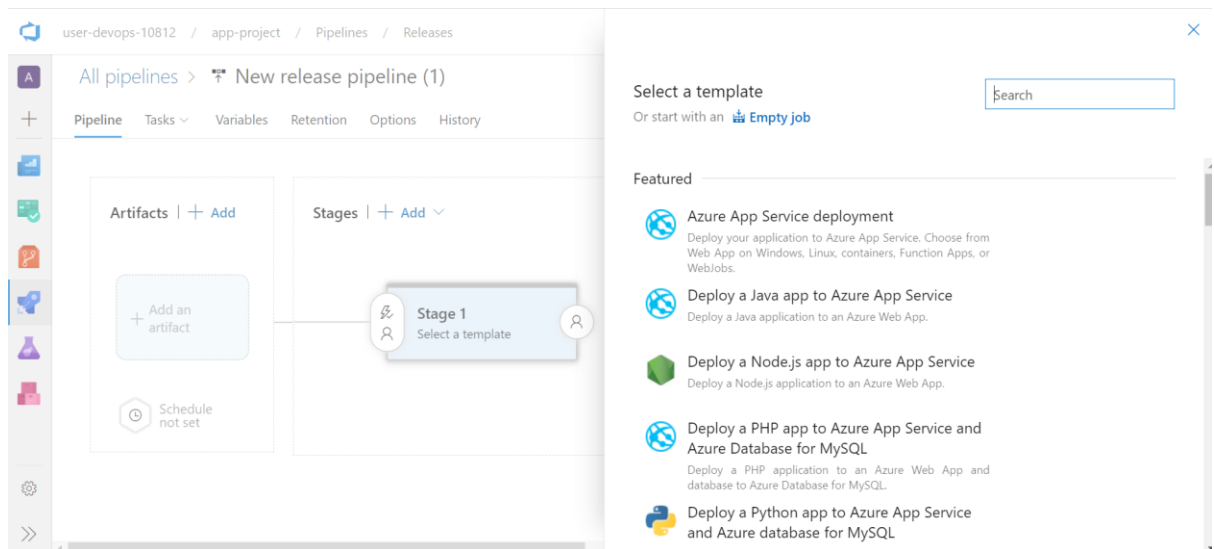 user-devops-10812 / app-project / Pipelines / Releases
A
All pipelines > New release pipeline (1)
Pipeline Tasks Variables Retention Options History
Artifacts | + Add
Stages | + Add
Add an
artifact
Stage 1
Select a template
Schedule
not set
Select a template
Search
Or start with an Empty job
Featured
Azure App Service deployment
Deploy your application to Azure App Service. Choose from
Web App on Windows, Linux, containers, Function Apps, or
WebJobs.
Deploy a Java app to Azure App Service
Deploy a Java application to an Azure Web App.
Deploy a Node.js app to Azure App Service
Deploy a Node.js application to an Azure Web App.
Deploy a PHP app to Azure App Service and
Azure Database for MySQL
Deploy a PHP application to an Azure Web App and
database to Azure Database for MySQL.
Deploy a Python app to Azure App Service
and Azure database for MySQL